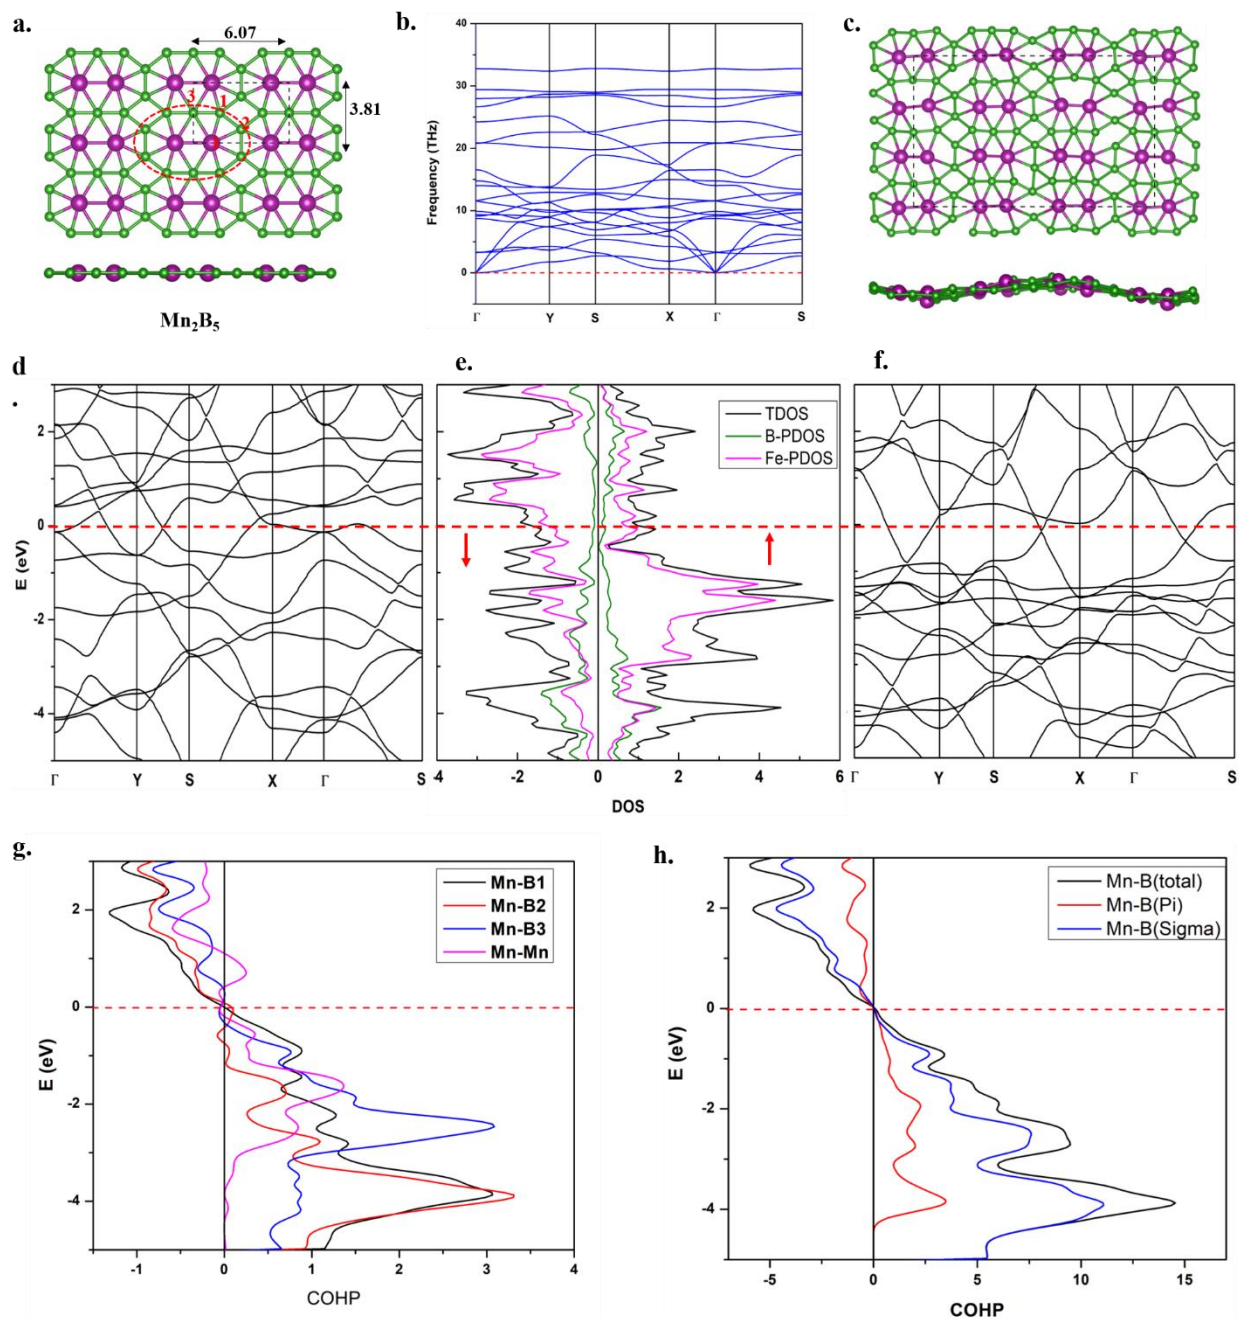 a.
6.07
3
1
2
3.81
Mn2B5
b.
40
30
20
10
0
Frequency (THz)
Γ Y S X Γ S
c.
d
.
2
0
-2
-4
E (eV)
Γ Y S X Γ S
e.
TDOS
B-PDOS
Fe-PDOS
4 -2 0 2 4 6
DOS
f.
Γ Y S X Γ S
g.
Mn-B1
Mn-B2
Mn-B3
Mn-Mn
2
0
-2
-4
E (eV)
-1 0 1 2 3 4
COHP
h.
Mn-B(total)
Mn-B(Pi)
Mn-B(Sigma)
2
0
-2
-4
E (eV)
-5 0 5 10 15
COHP